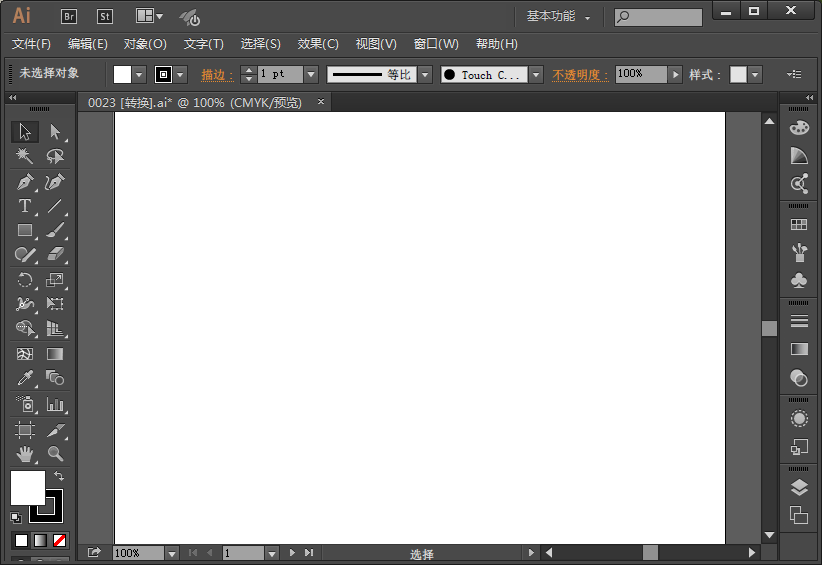 Ai Br St 基本功能
文件(F) 编辑(E) 对象(O) 文字(T) 选择(S) 效果(C) 视图(V) 窗口(W) 帮助(H)
未选择对象 描边： 1 pt 等比 Touch C... 不透明度： 100% 样式：
0023 [转换].ai* @ 100% (CMYK/预览) ×
100% 1 选择